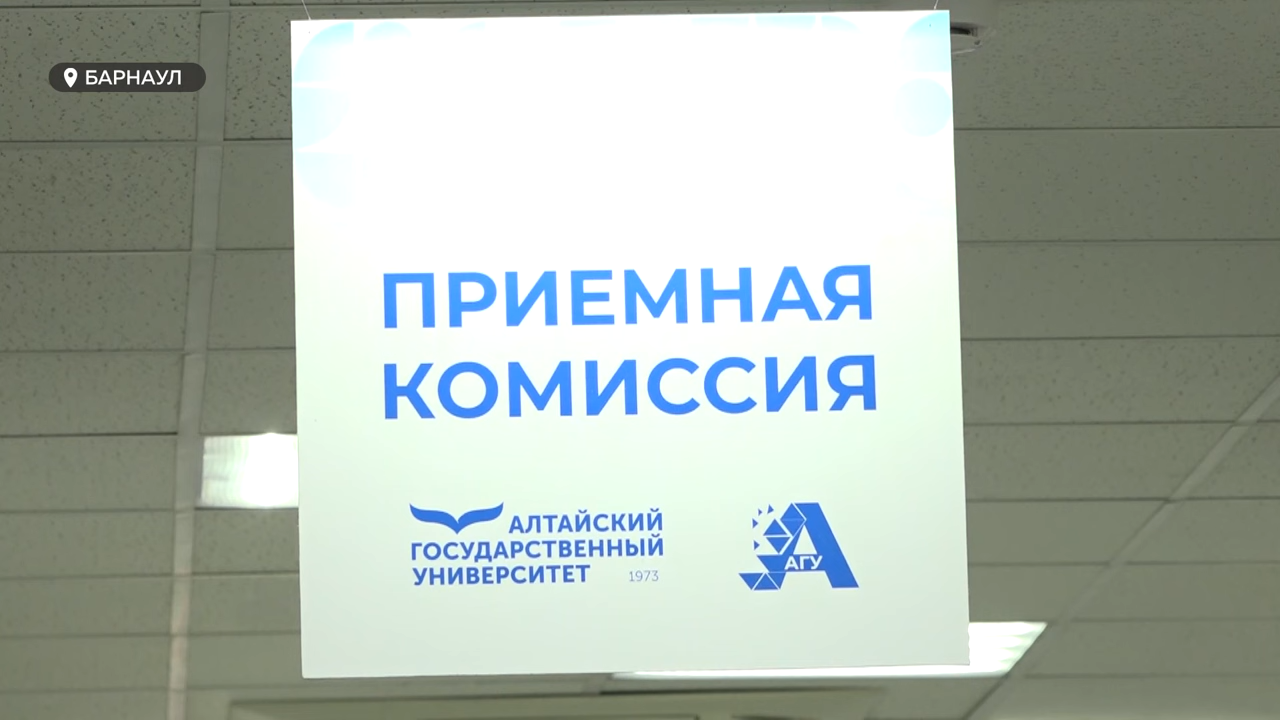 БАРНАУЛ
ПРИЕМНАЯ
КОМИССИЯ
АЛТАЙСКИЙ
ГОСУДАРСТВЕННЫЙ
УНИВЕРСИТЕТ 1973
АГУ